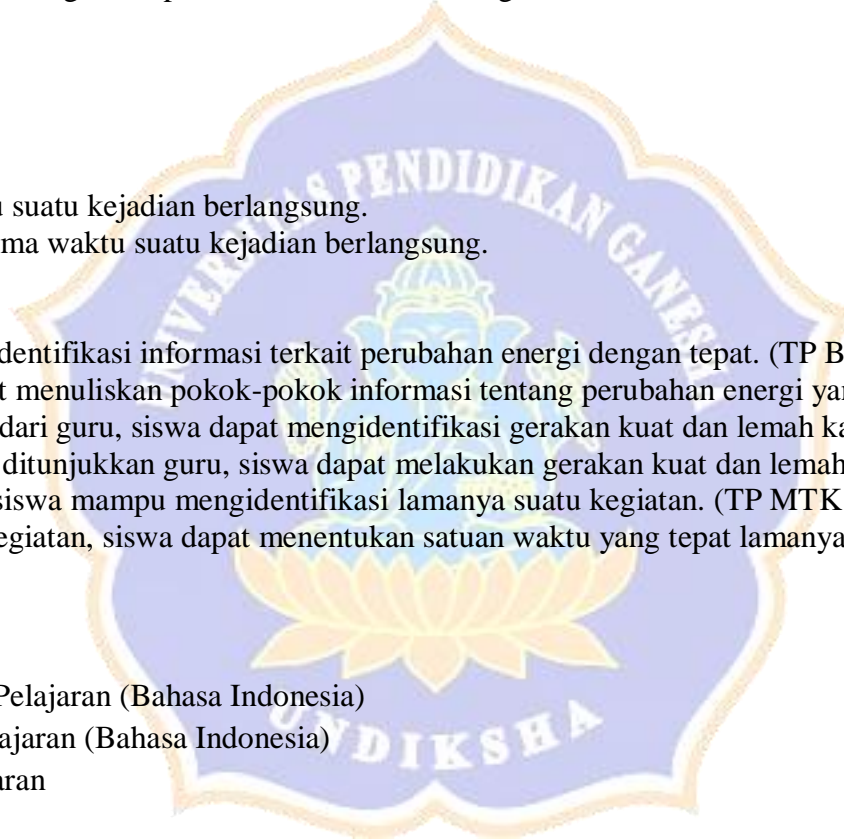 u suatu kejadian berlangsung.
ma waktu suatu kejadian berlangsung.
UNIVERSITAS PENDIDIKAN GANESHA
dentifikasi informasi terkait perubahan energi dengan tepat. (TP B
t menuliskan pokok-pokok informasi tentang perubahan energi yan
dari guru, siswa dapat mengidentifikasi gerakan kuat dan lemah ka
ditunjukkan guru, siswa dapat melakukan gerakan kuat dan lemah
siswa mampu mengidentifikasi lamanya suatu kegiatan. (TP MTK
egiatan, siswa dapat menentukan satuan waktu yang tepat lamanya
Pelajaran (Bahasa Indonesia)
ajaran (Bahasa Indonesia)
UNDIKSHA
aran